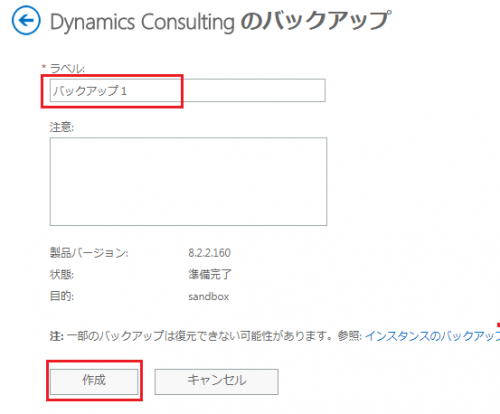 Dynamics Consulting のバックアップ
* ラベル:
バックアップ 1
注意:
製品バージョン: 8.2.2.160
状態: 準備完了
目的: sandbox
注: 一部のバックアップは復元できない可能性があります。参照: インスタンスのバックアップ
作成 キャンセル